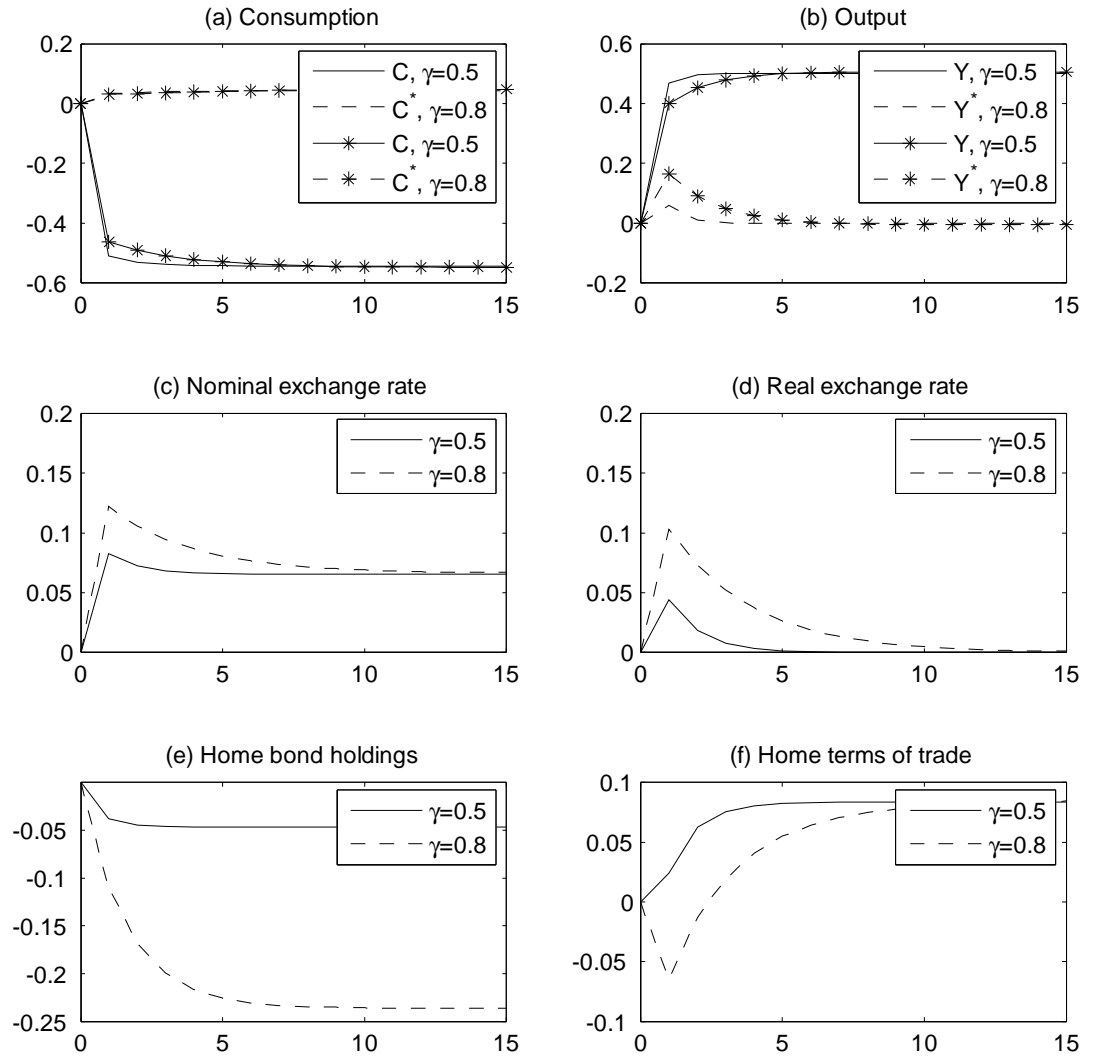 (a) Consumption
0.2
0
-0.2
-0.4
-0.6
0 5 10 15
C, γ=0.5
C*, γ=0.8
C, γ=0.5
C*, γ=0.8
(b) Output
0.6
0.4
0.2
0
-0.2
0 5 10 15
Y, γ=0.5
Y*, γ=0.8
Y, γ=0.5
Y*, γ=0.8
(c) Nominal exchange rate
0.2
0.15
0.1
0.05
0
0 5 10 15
γ=0.5
γ=0.8
(d) Real exchange rate
0.2
0.15
0.1
0.05
0
0 5 10 15
γ=0.5
γ=0.8
(e) Home bond holdings
-0.05
-0.1
-0.15
-0.2
-0.25
0 5 10 15
γ=0.5
γ=0.8
(f) Home terms of trade
0.1
0.05
0
-0.05
-0.1
0 5 10 15
γ=0.5
γ=0.8